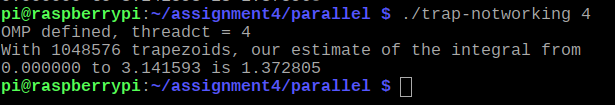 pi@raspberrypi:~/assignment4/parallel $ ./trap-notworking 4
OMP defined, threadct = 4
With 1048576 trapezoids, our estimate of the integral from
0.000000 to 3.141593 is 1.372805
pi@raspberrypi:~/assignment4/parallel $